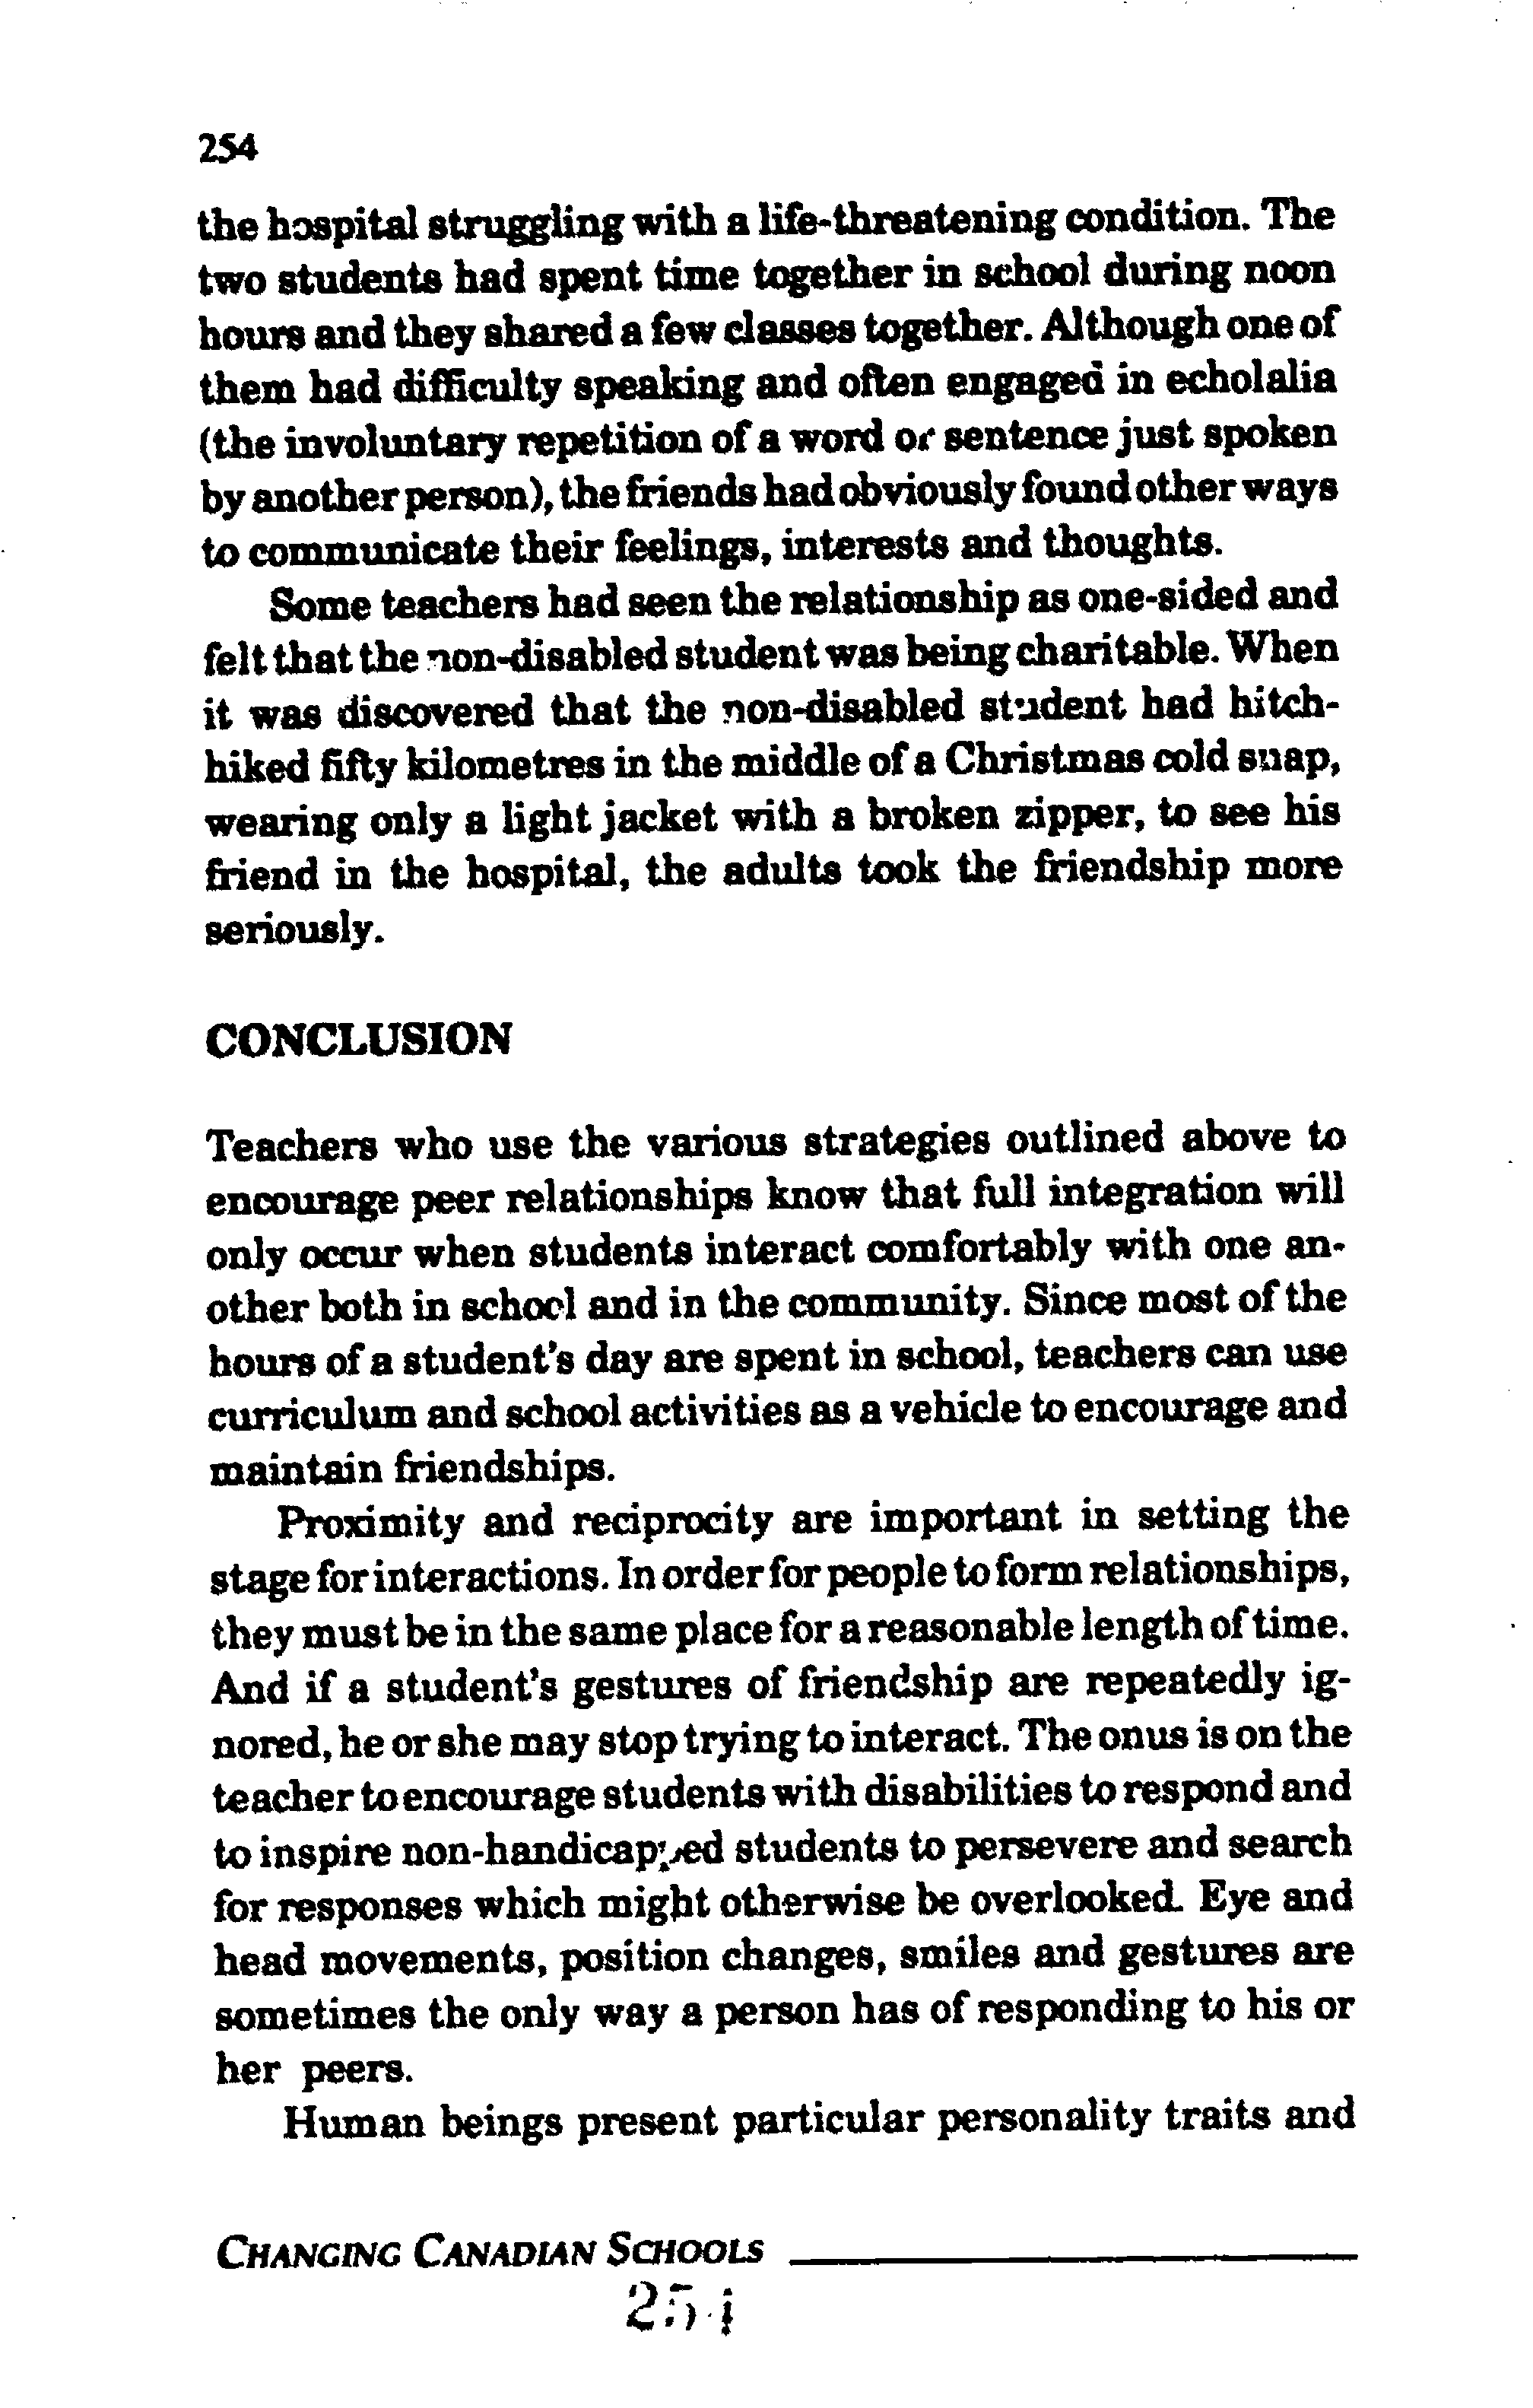 254
the hospital struggling with a life-threatening condition. The
two students had spent time together in school during noon
hours and they shared a few classes together. Although one of
them had difficulty speaking and often engaged in echolalia
(the involuntary repetition of a word or sentence just spoken
by another person), the friends had obviously found other ways
to communicate their feelings, interests and thoughts.
Some teachers had seen the relationship as one-sided and
felt that the non-disabled student was being charitable. When
it was discovered that the non-disabled student had hitch-
hiked fifty kilometres in the middle of a Christmas cold snap,
wearing only a light jacket with a broken zipper, to see his
friend in the hospital, the adults took the friendship more
seriously.
CONCLUSION
Teachers who use the various strategies outlined above to
encourage peer relationships know that full integration will
only occur when students interact comfortably with one an-
other both in school and in the community. Since most of the
hours of a student's day are spent in school, teachers can use
curriculum and school activities as a vehicle to encourage and
maintain friendships.
Proximity and reciprocity are important in setting the
stage for interactions. In order for people to form relationships,
they must be in the same place for a reasonable length of time.
And if a student's gestures of friendship are repeatedly ig-
nored, he or she may stop trying to interact. The onus is on the
teacher to encourage students with disabilities to respond and
to inspire non-handicapped students to persevere and search
for responses which might otherwise be overlooked. Eye and
head movements, position changes, smiles and gestures are
sometimes the only way a person has of responding to his or
her peers.
Human beings present particular personality traits and
CHANGING CANADIAN SCHOOLS
254